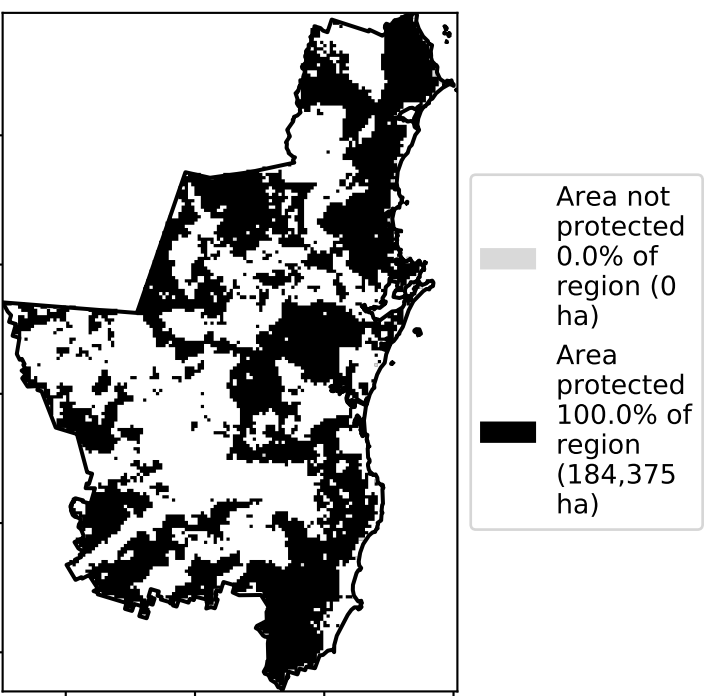 Area not
protected
0.0% of
region (0
ha)
Area
protected
100.0% of
region
(184,375
ha)